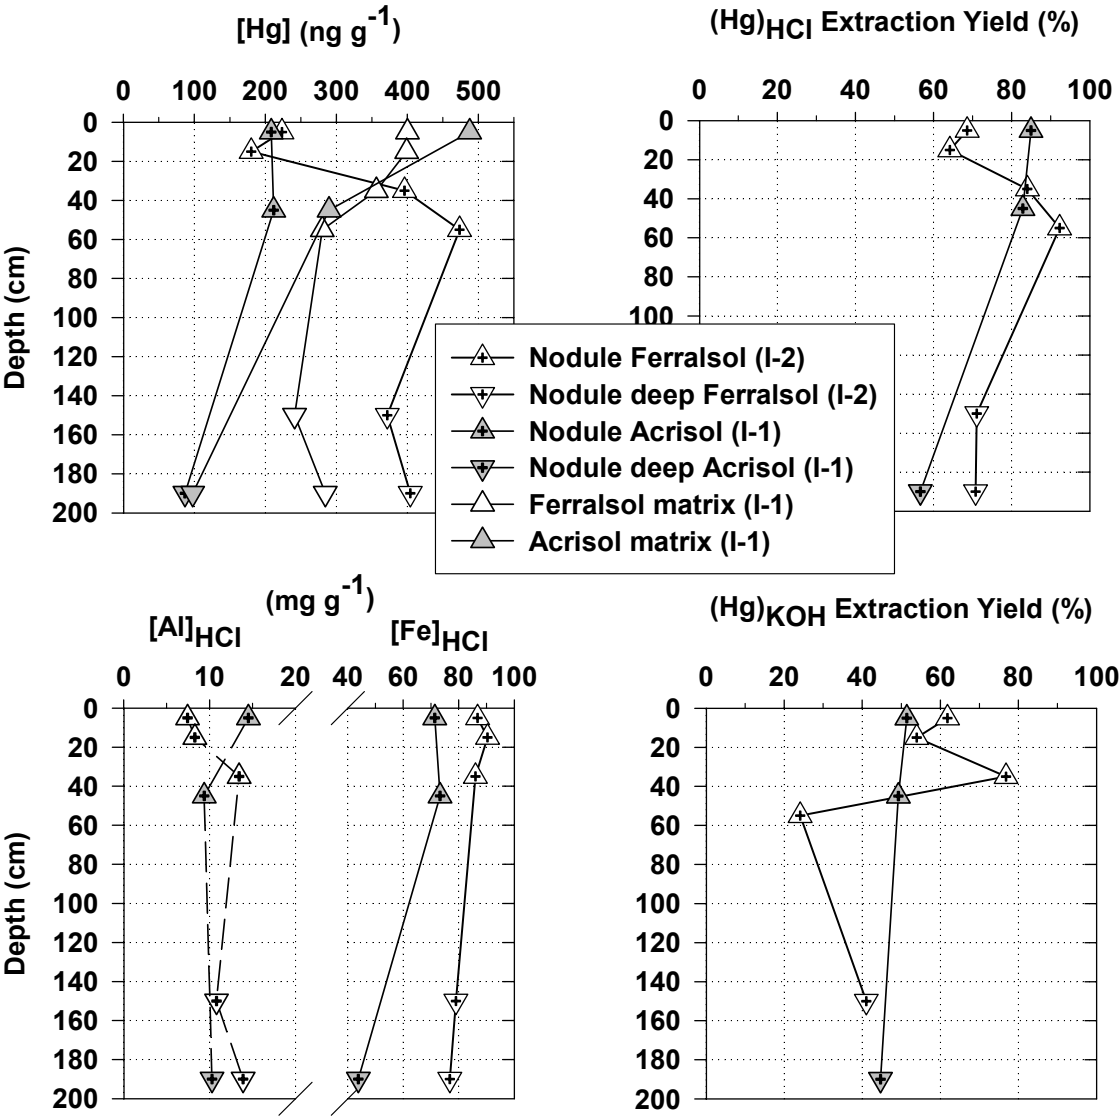 [Hg] (ng g-1)
0 100 200 300 400 500
0
20
40
60
80
100
120
140
160
180
200
Depth (cm)
(Hg)HCl Extraction Yield (%)
0 20 40 60 80 100
0
20
40
60
80
100
Nodule Ferralsol (I-2)
Nodule deep Ferralsol (I-2)
Nodule Acrisol (I-1)
Nodule deep Acrisol (I-1)
Ferralsol matrix (I-1)
Acrisol matrix (I-1)
(mg g-1)
[Al]HCl [Fe]HCl
0 10 20 40 60 80 100
0
20
40
60
80
100
120
140
160
180
200
Depth (cm)
(Hg)KOH Extraction Yield (%)
0 20 40 60 80 100
0
20
40
60
80
100
120
140
160
180
200